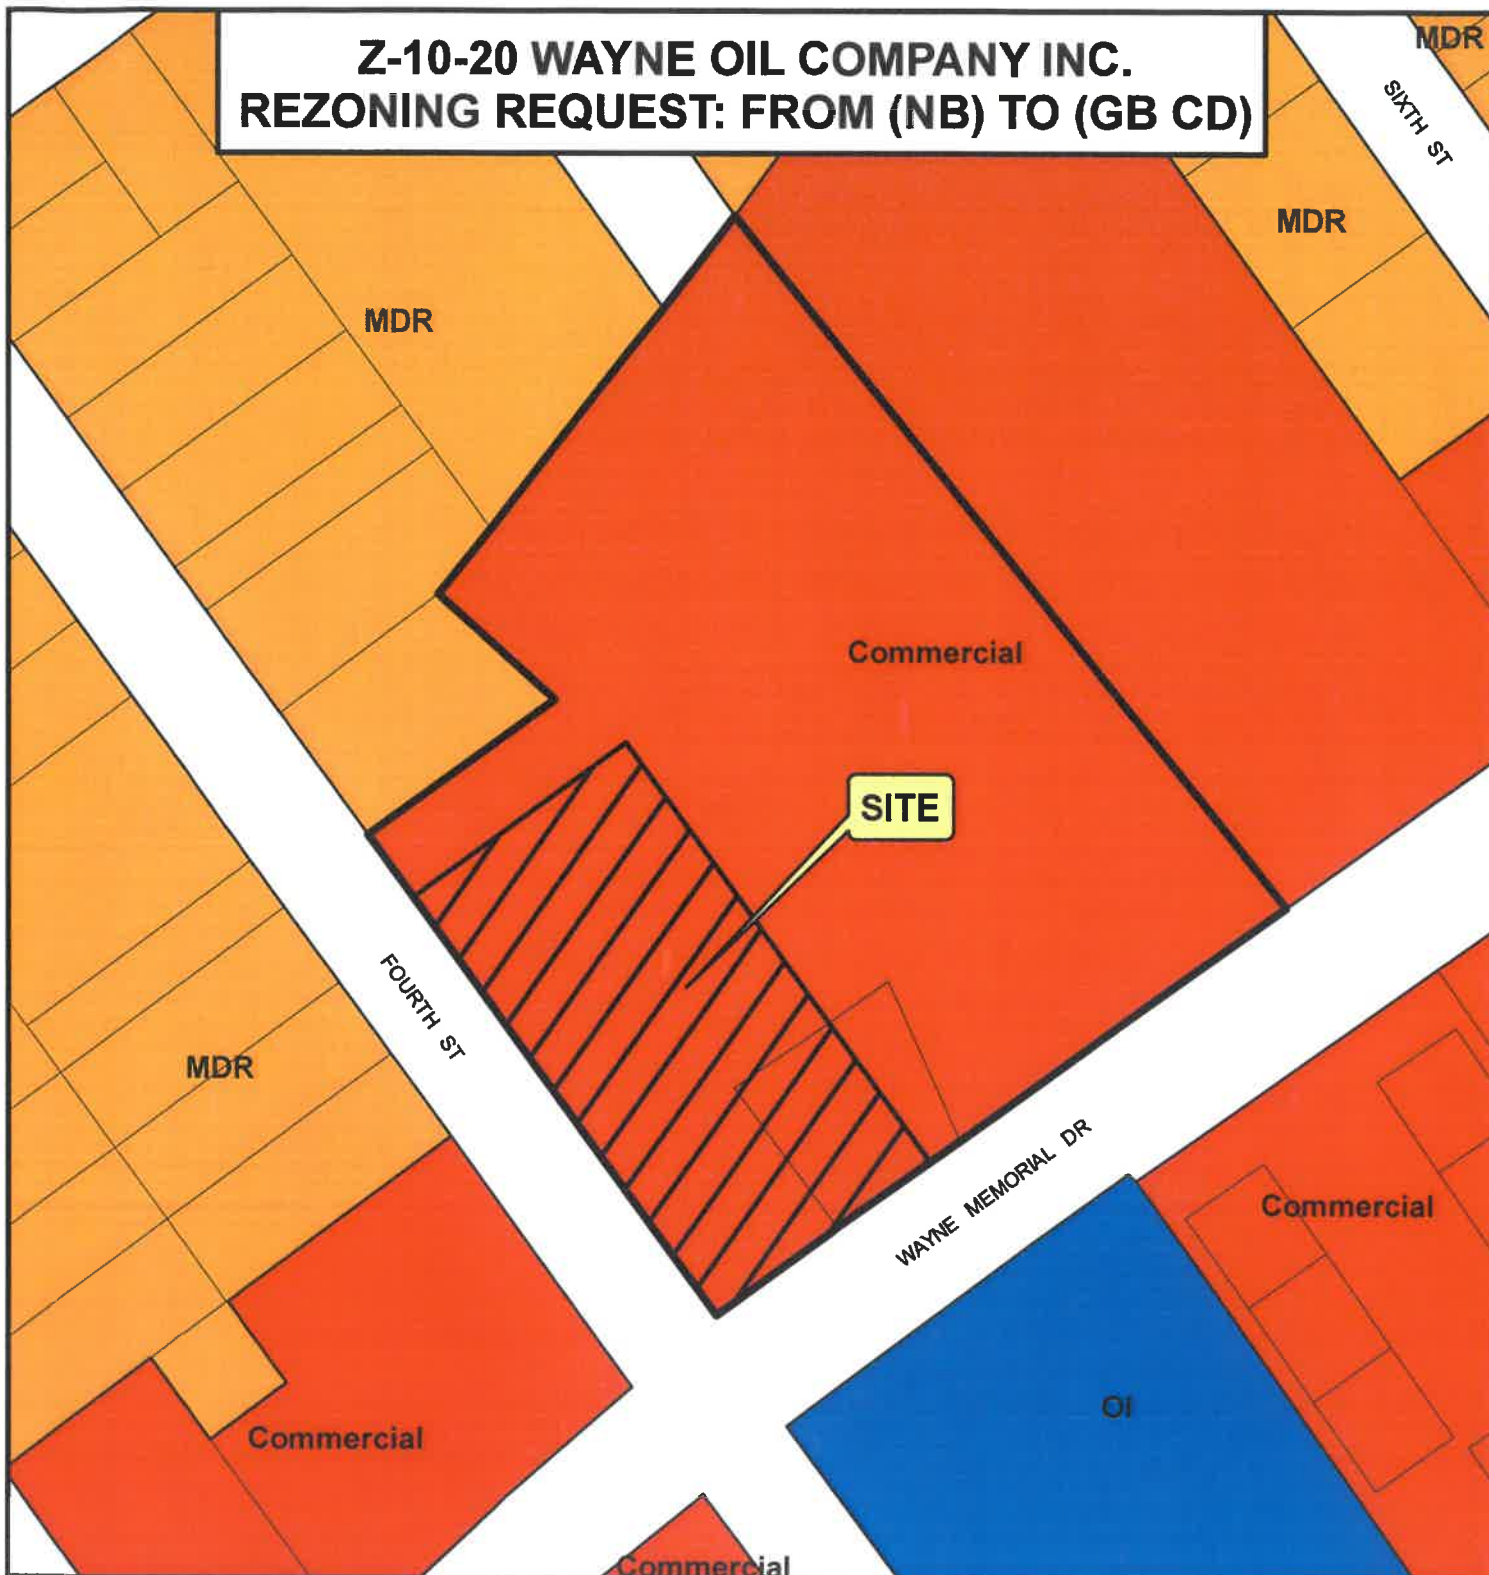 Z-10-20 WAYNE OIL COMPANY INC.
REZONING REQUEST: FROM (NB) TO (GB CD)
MDR
SIXTH ST
MDR
MDR
Commercial
SITE
FOURTH ST
MDR
WAYNE MEMORIAL DR
Commercial
OI
Commercial
Commercial